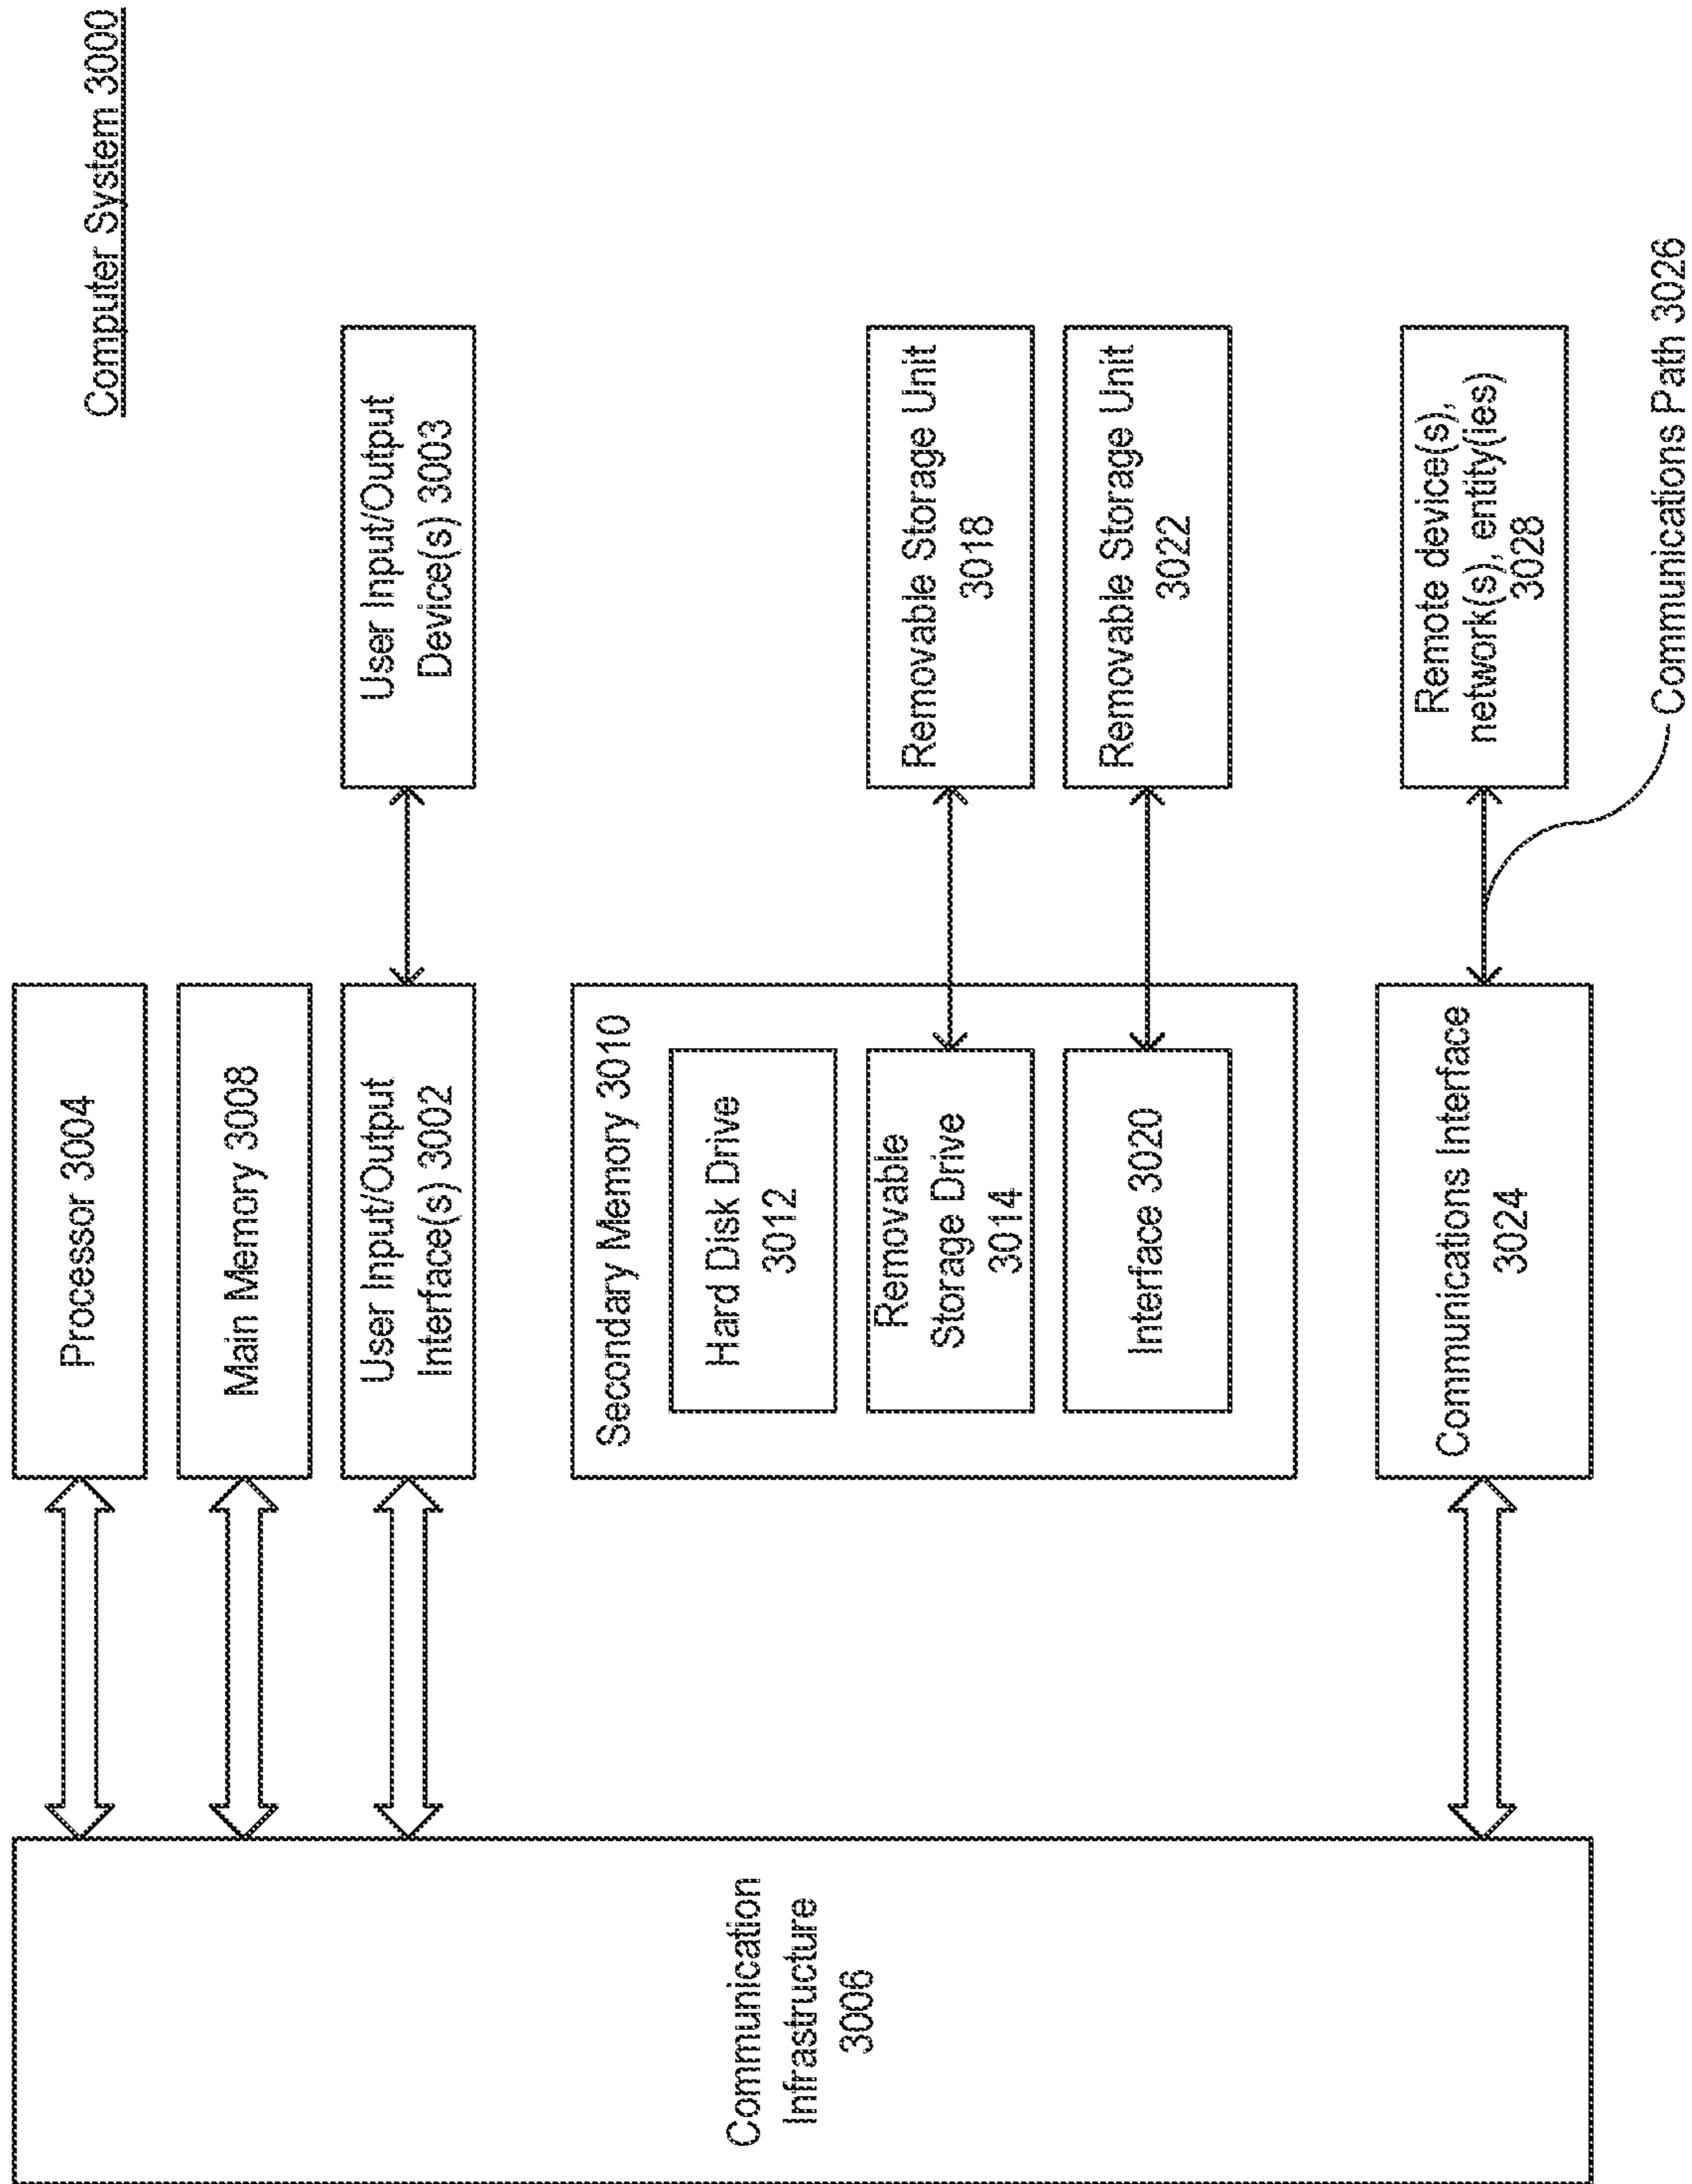 Computer System 3000
Processor 3004
Main Memory 3008
User Input/Output
Interface(s) 3002
User Input/Output
Device(s) 3003
Communication
Infrastructure
3006
Secondary Memory 3010
Hard Disk Drive
3012
Removable
Storage Drive
3014
Removable Storage Unit
3018
Interface 3020
Removable Storage Unit
3022
Communications Interface
3024
Remote device(s),
network(s), entity(ies)
3028
Communications Path 3026